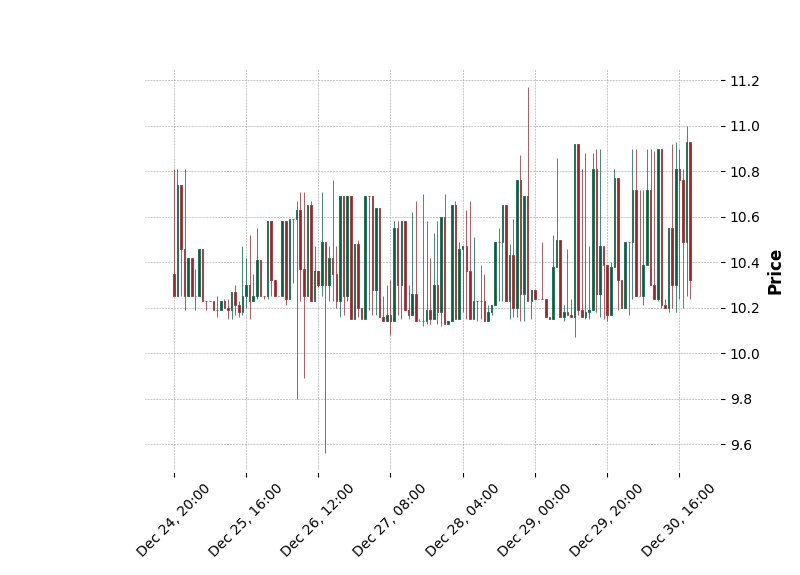 11.2
11.0
10.8
10.6
10.4
10.2
10.0
9.8
9.6
Price
Dec 24, 20:00
Dec 25, 16:00
Dec 26, 12:00
Dec 27, 08:00
Dec 28, 04:00
Dec 29, 00:00
Dec 29, 20:00
Dec 30, 16:00